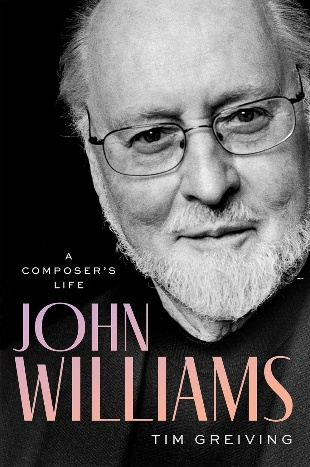 A
COMPOSER'S
LIFE
JOHN
WILLIAMS
TIM GREIVING